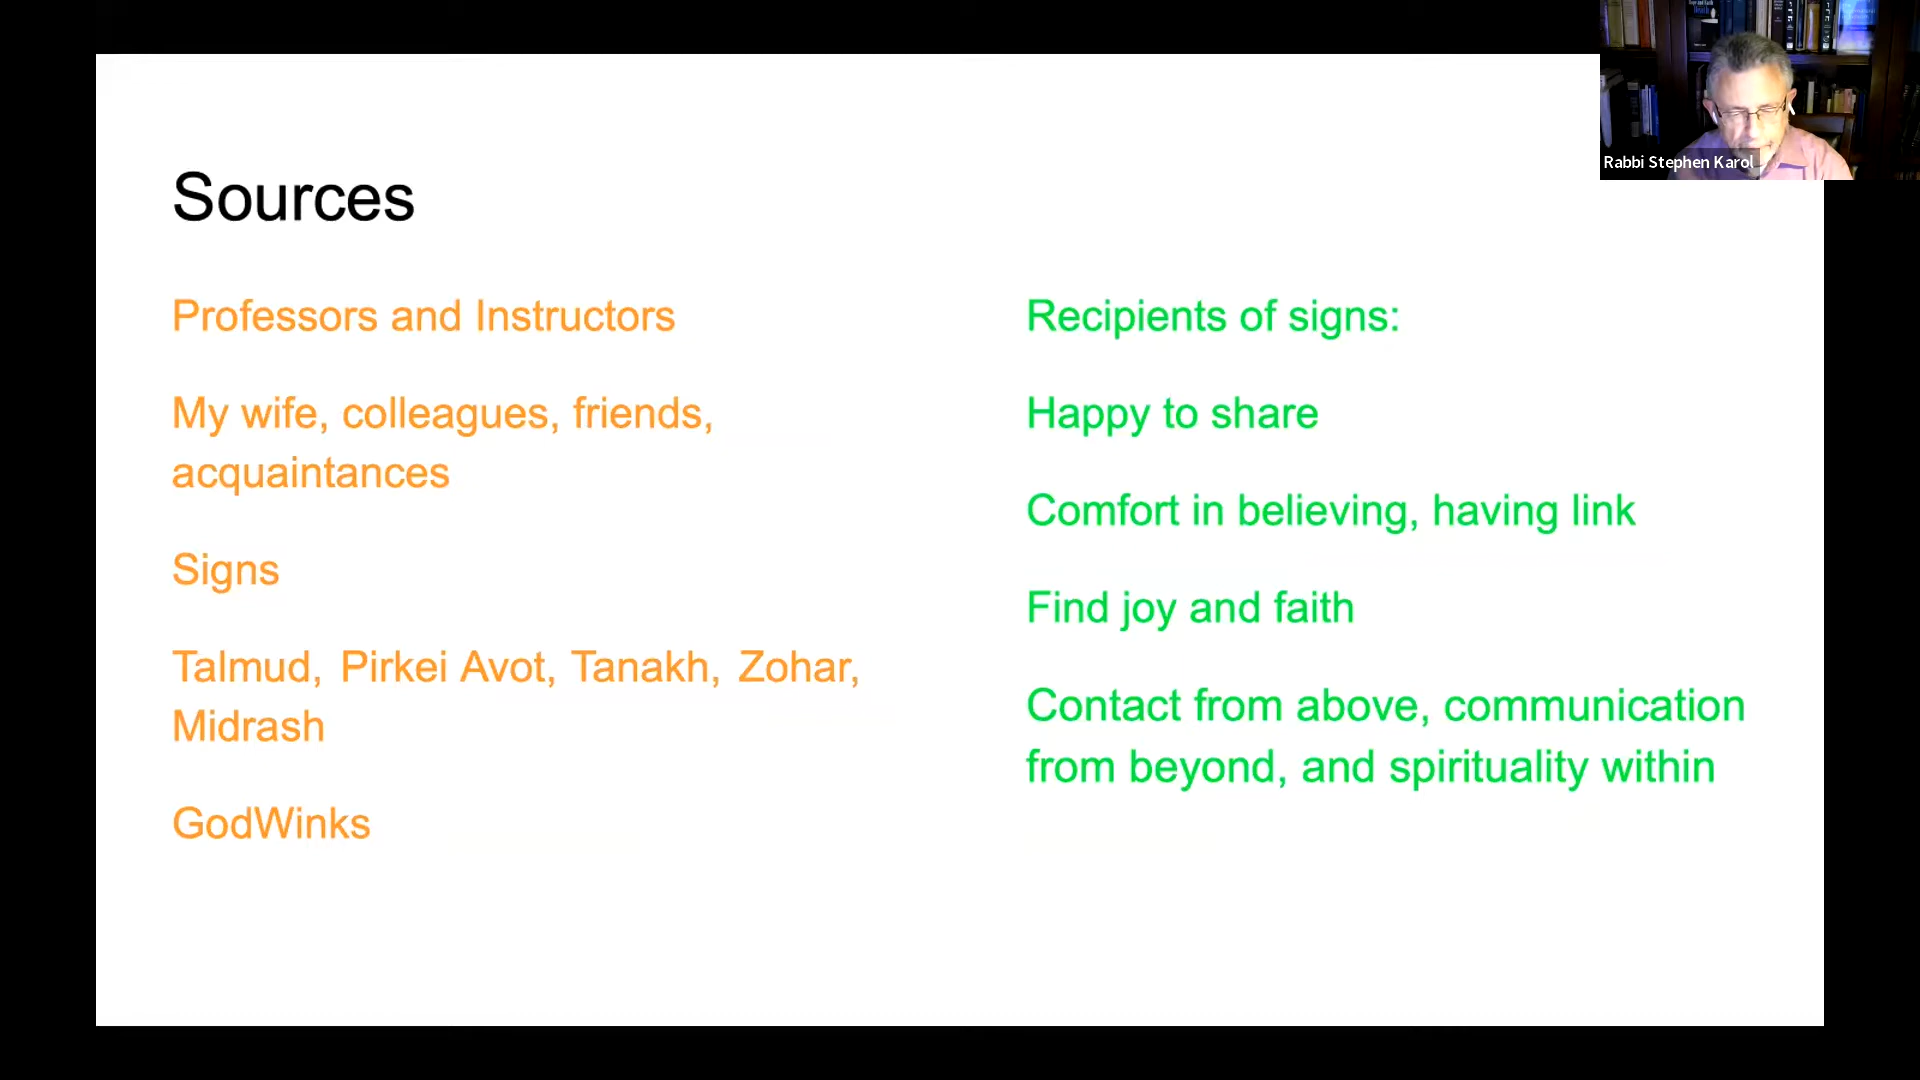 Rabbi Stephen Karol
Sources
Professors and Instructors
My wife, colleagues, friends,
acquaintances
Signs
Talmud, Pirkei Avot, Tanakh, Zohar,
Midrash
GodWinks
Recipients of signs:
Happy to share
Comfort in believing, having link
Find joy and faith
Contact from above, communication
from beyond, and spirituality within